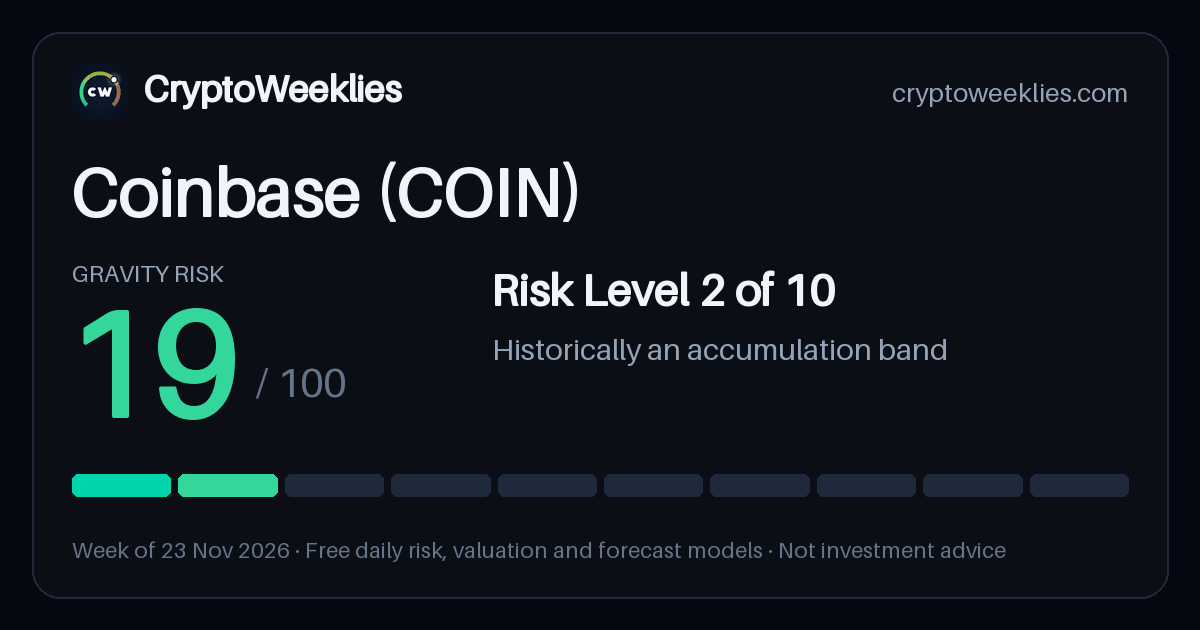 CW CryptoWeeklies
cryptoweeklies.com
Coinbase (COIN)
GRAVITY RISK
19 / 100
Risk Level 2 of 10
Historically an accumulation band
Week of 23 Nov 2026 · Free daily risk, valuation and forecast models · Not investment advice